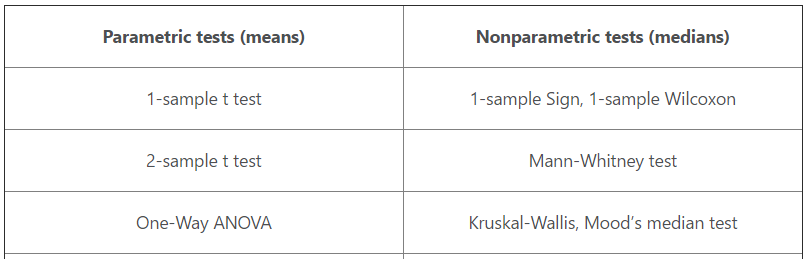 Parametric tests (means) Nonparametric tests (medians)
1-sample t test 1-sample Sign, 1-sample Wilcoxon
2-sample t test Mann-Whitney test
One-Way ANOVA Kruskal-Wallis, Mood’s median test